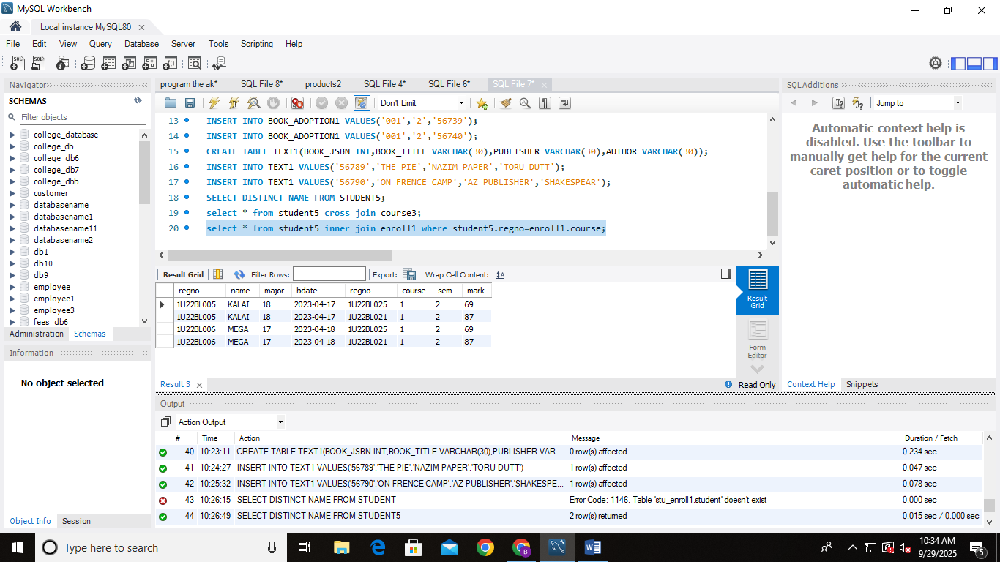 MySQL Workbench
Local instance MySQL80
File Edit View Query Database Server Tools Scripting Help
Navigator
SCHEMAS
Filter objects
college_database
college_db
college_db6
college_db7
college_dbb
customer
databasename
databasename1
databasename11
databasename2
db1
db10
db9
employee
employee1
employee3
fees_db6
Administration Schemas
Information
No object selected
Object Info Session
program the ak* SQL File 8* products2 SQL File 4* SQL File 6* SQL File 7*
Don't Limit
13 INSERT INTO BOOK_ADOPTION1 VALUES('001','2','56739');
14 INSERT INTO BOOK_ADOPTION1 VALUES('001','2','56740');
15 CREATE TABLE TEXT1(BOOK_JSBN INT,BOOK_TITLE VARCHAR(30),PUBLISHER VARCHAR(30),AUTHOR VARCHAR(30));
16 INSERT INTO TEXT1 VALUES('56789','THE PIE','NAZIM PAPER','TORU DUTT');
17 INSERT INTO TEXT1 VALUES('56790','ON FRENCE CAMP','AZ PUBLISHER','SHAKESPEAR');
18 SELECT DISTINCT NAME FROM STUDENT5;
19 select * from student5 cross join course3;
20 select * from student5 inner join enroll1 where student5.regno=enroll1.course;
Result Grid Filter Rows: Export: Wrap Cell Content:
regno name major bdate regno course sem mark
1U22BL005 KALAI 18 2023-04-17 1U22BL025 1 2 69
1U22BL005 KALAI 18 2023-04-17 1U22BL021 1 2 87
1U22BL006 MEGA 17 2023-04-18 1U22BL025 1 2 69
1U22BL006 MEGA 17 2023-04-18 1U22BL021 1 2 87
Result
Grid
Form
Editor
Result 3
Read Only
SQLAdditions
Jump to
Automatic context help is
disabled. Use the toolbar to
manually get help for the current
caret position or to toggle
automatic help.
Context Help Snippets
Output
Action Output
# Time Action Message Duration / Fetch
40 10:23:11 CREATE TABLE TEXT1(BOOK_JSBN INT,BOOK_TITLE VARCHAR(30),PUBLISHER VAR... 0 row(s) affected 0.234 sec
41 10:24:27 INSERT INTO TEXT1 VALUES('56789','THE PIE','NAZIM PAPER','TORU DUTT') 1 row(s) affected 0.047 sec
42 10:25:32 INSERT INTO TEXT1 VALUES('56790','ON FRENCE CAMP','AZ PUBLISHER','SHAKESPE... 1 row(s) affected 0.078 sec
43 10:26:15 SELECT DISTINCT NAME FROM STUDENT Error Code: 1146. Table 'stu_enroll1.student' doesn't exist 0.000 sec
44 10:26:49 SELECT DISTINCT NAME FROM STUDENT5 2 row(s) returned 0.015 sec / 0.000 sec
Type here to search
10:34 AM
9/29/2025
5